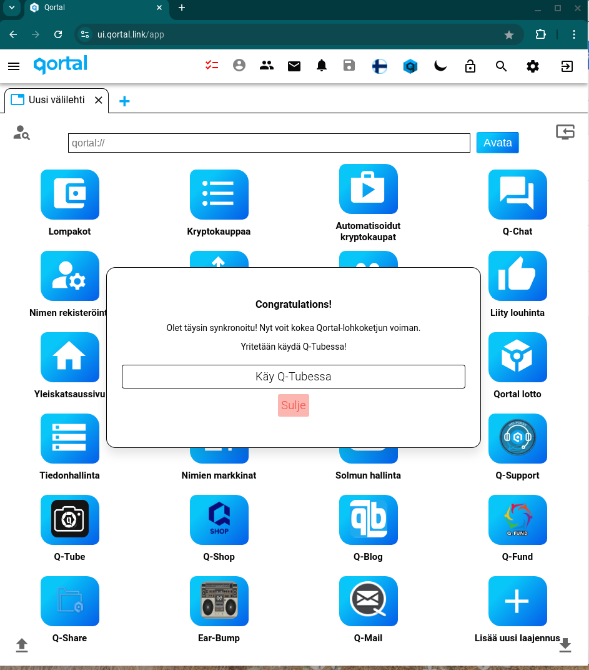 Qortal
ui.qortal.link/app
qortal
Uusi välilehti
qortal://
Avata
Lompakot
Kryptokauppaa
Automatisoidut
kryptokaupat
Q-Chat
Nimen rekisteröint
Liity louhinta
Congratulations!
Olet täysin synkronoitu! Nyt voit kokea Qortal-lohkoketjun voiman.
Yritetään käydä Q-Tubessa!
Käy Q-Tubessa
Sulje
Yleiskatsaussivu
Qortal lotto
Tiedonhallinta
Nimien markkinat
Solmun hallinta
Q-Support
SHOP
qb
Q-FUND
Q-Tube
Q-Shop
Q-Blog
Q-Fund
Q-Share
Ear-Bump
Q-Mail
Lisää uusi laajennus